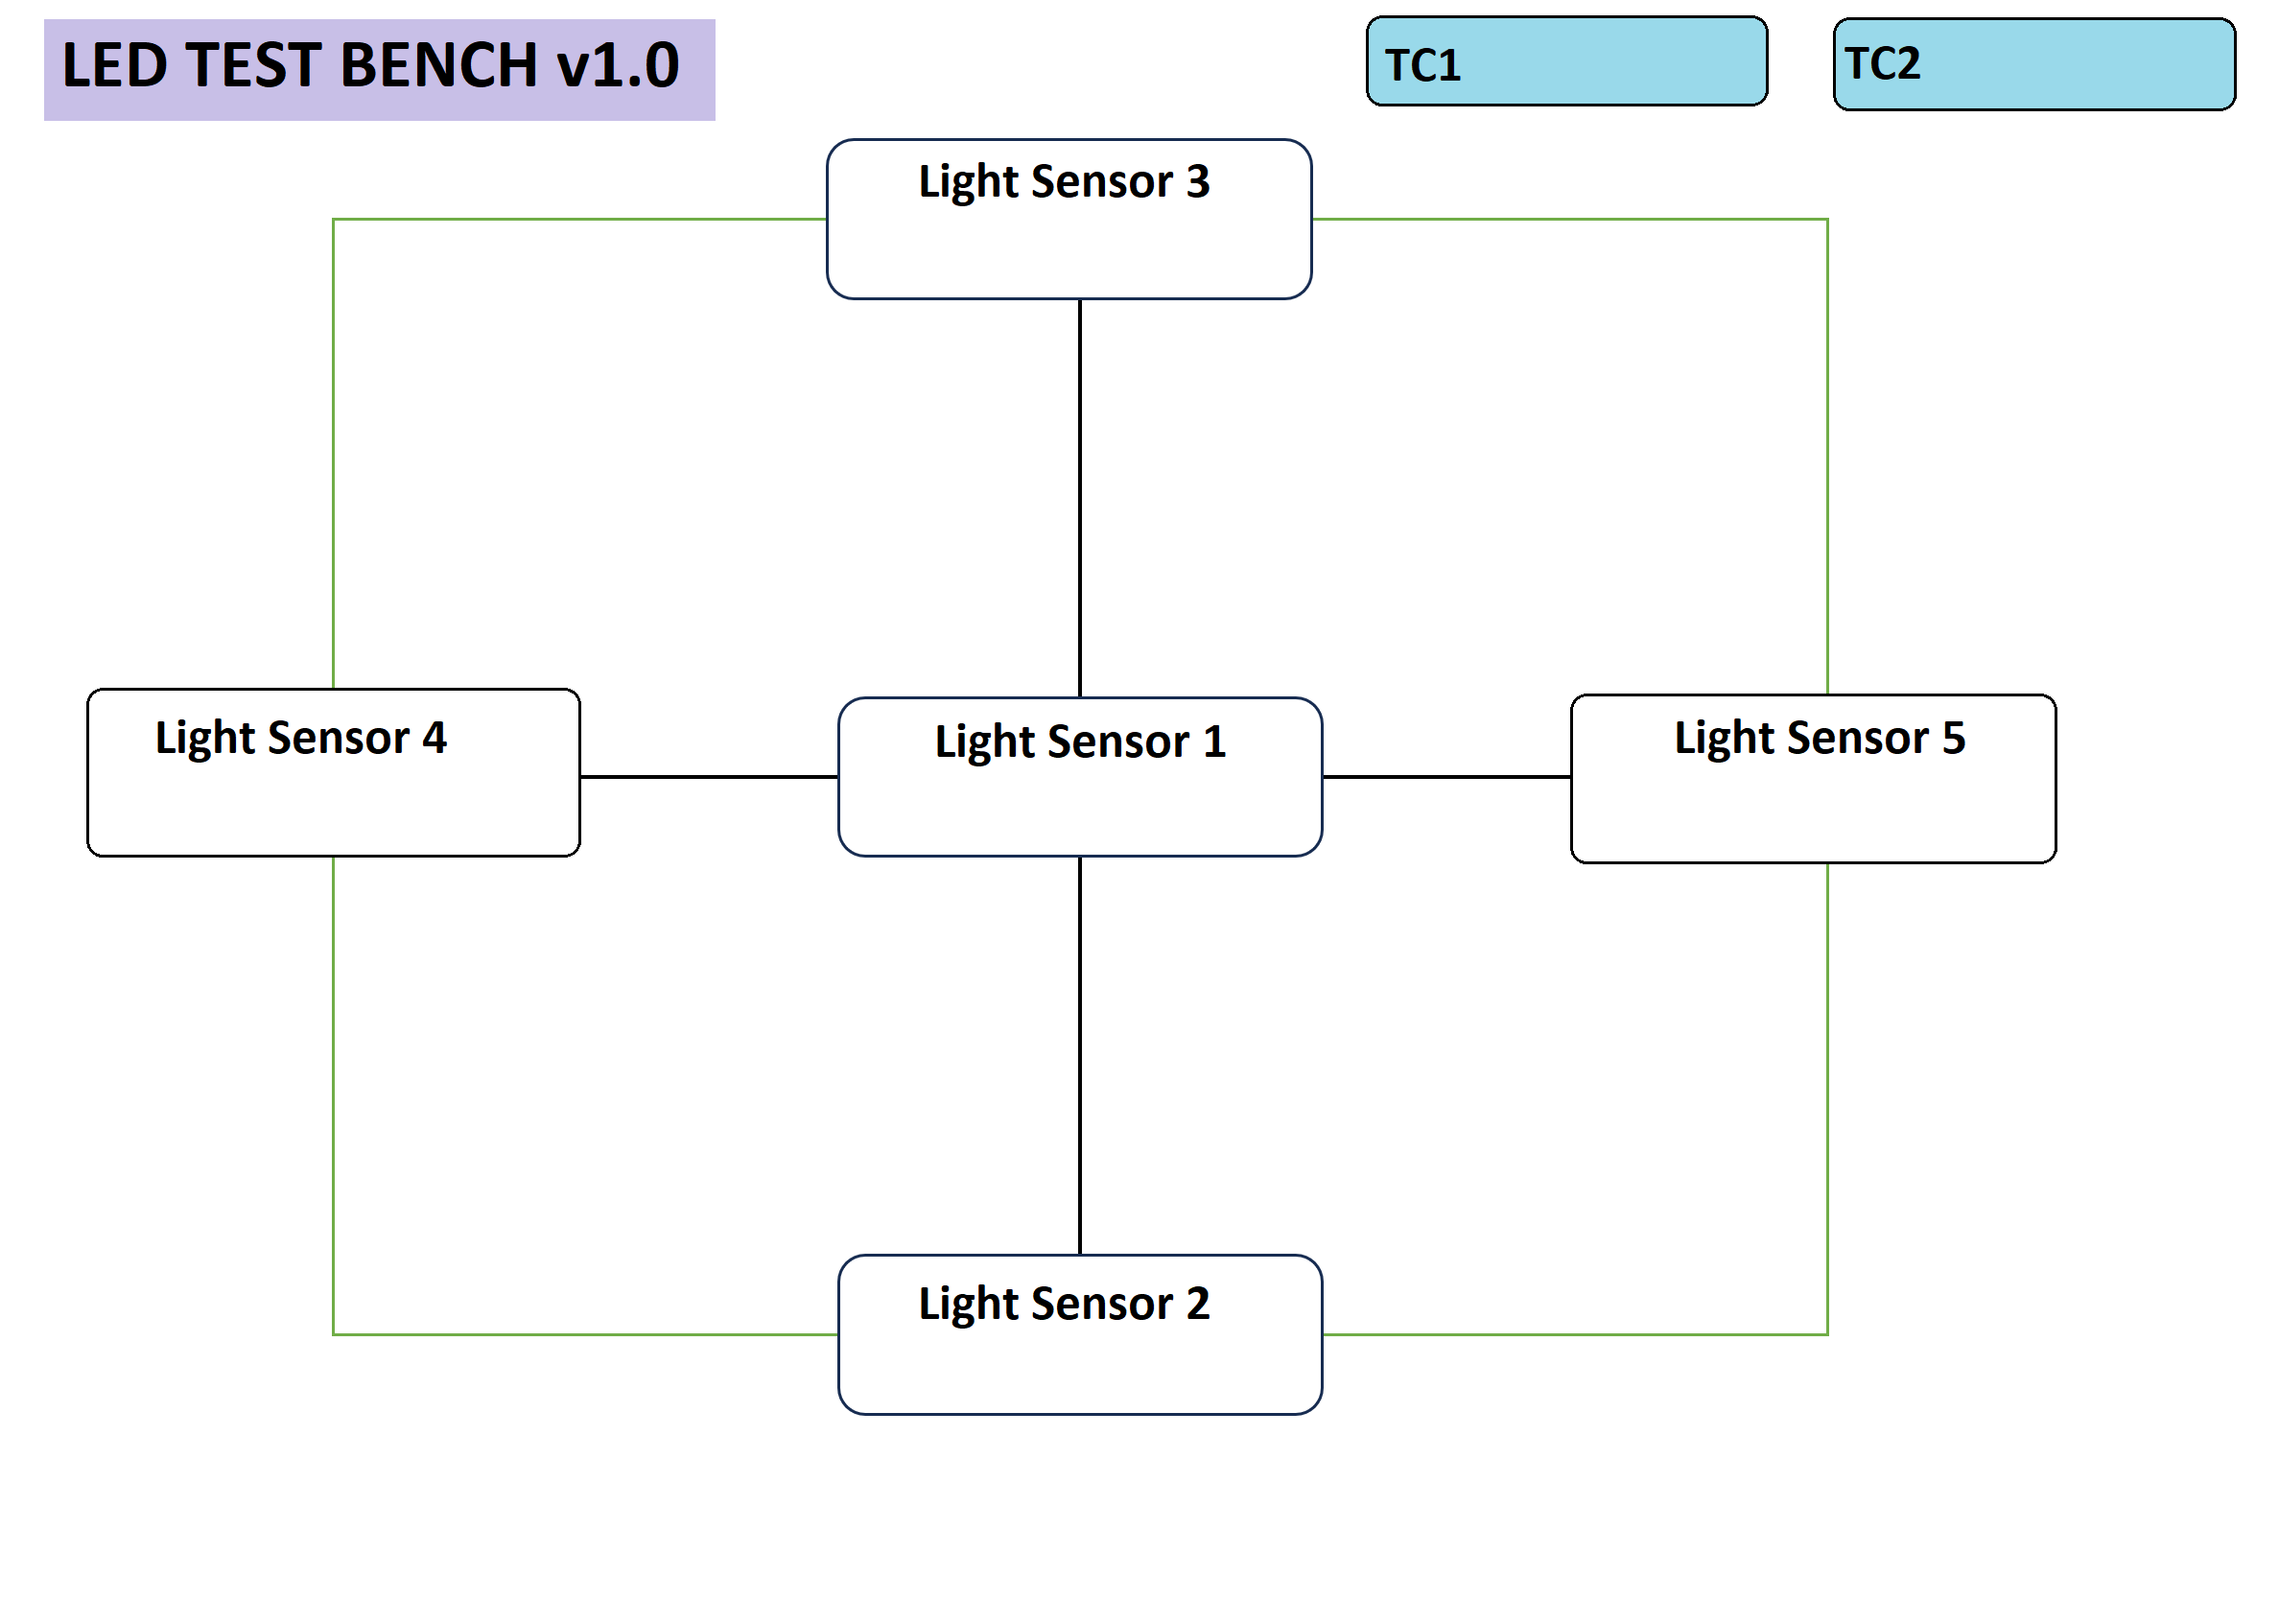 LED TEST BENCH v1.0
TC1
TC2
Light Sensor 3
Light Sensor 4
Light Sensor 1
Light Sensor 5
Light Sensor 2